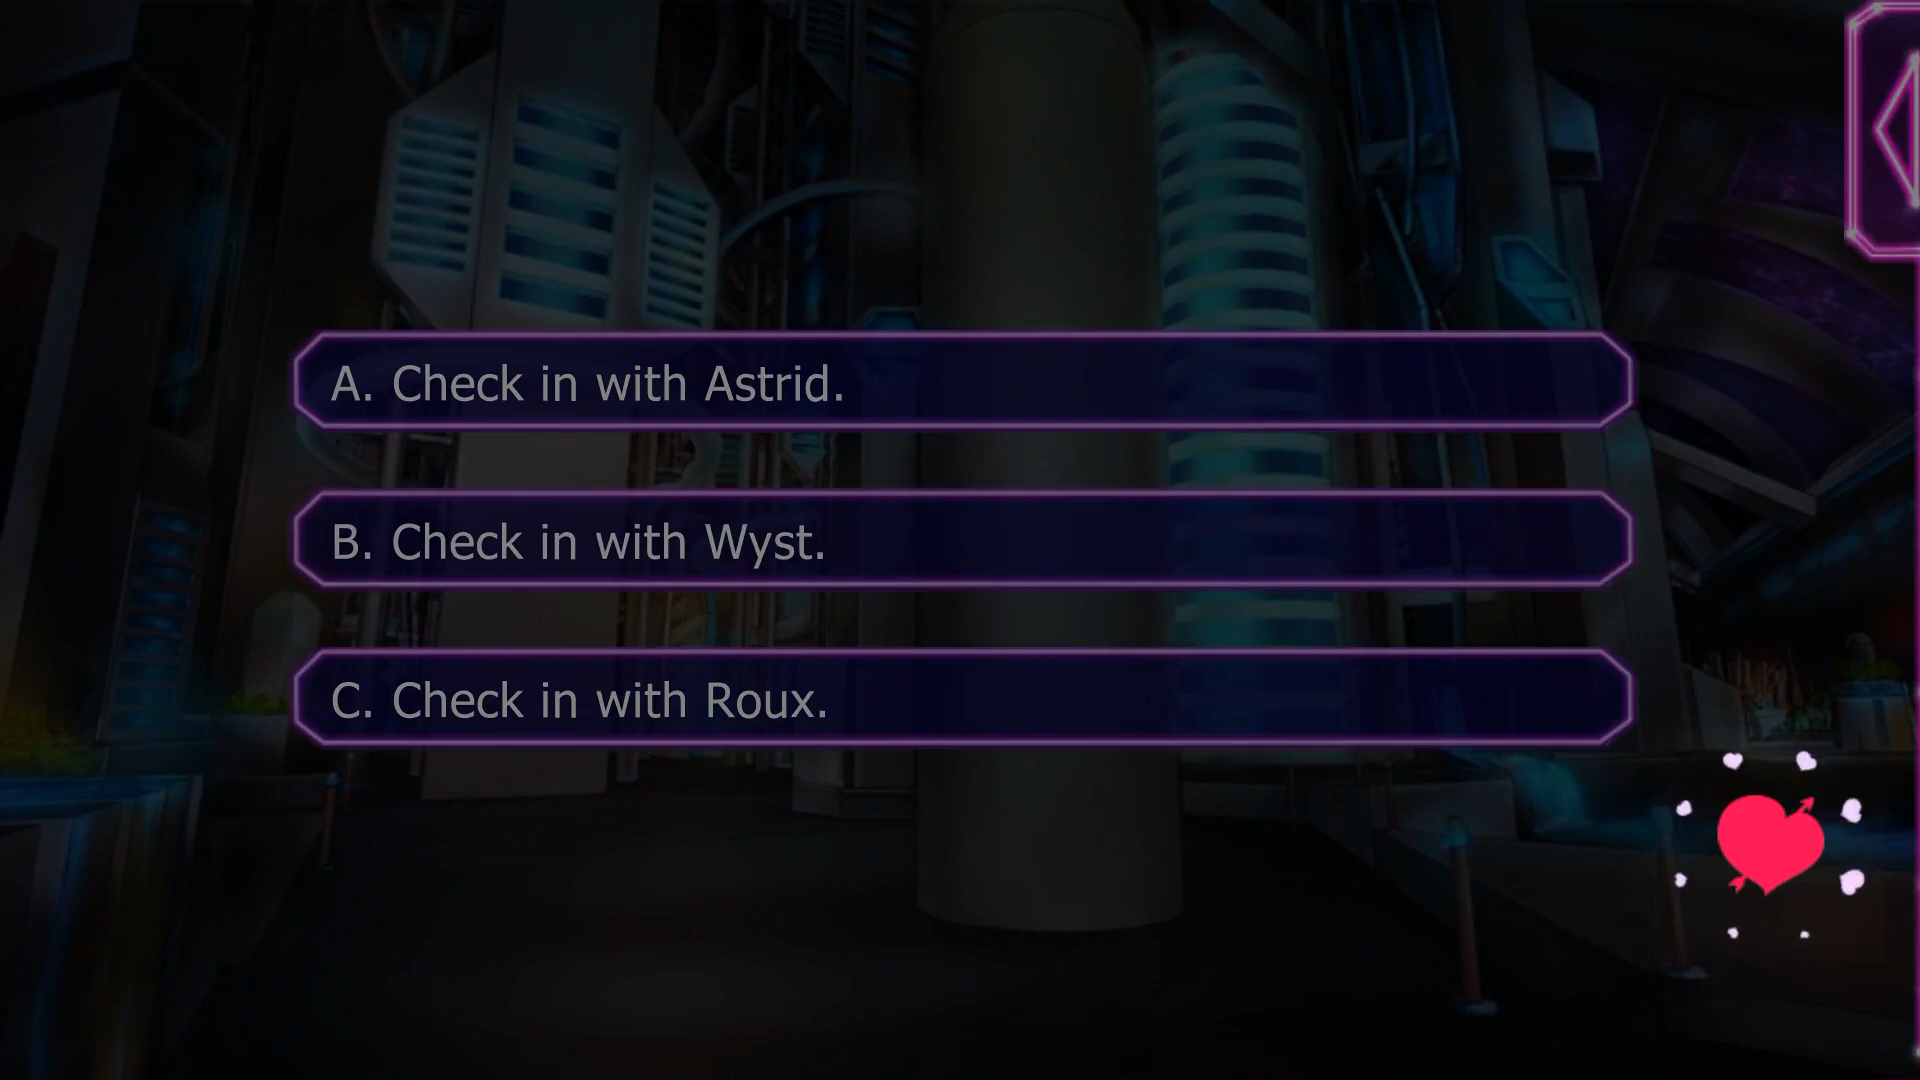 A. Check in with Astrid.
B. Check in with Wyst.
C. Check in with Roux.